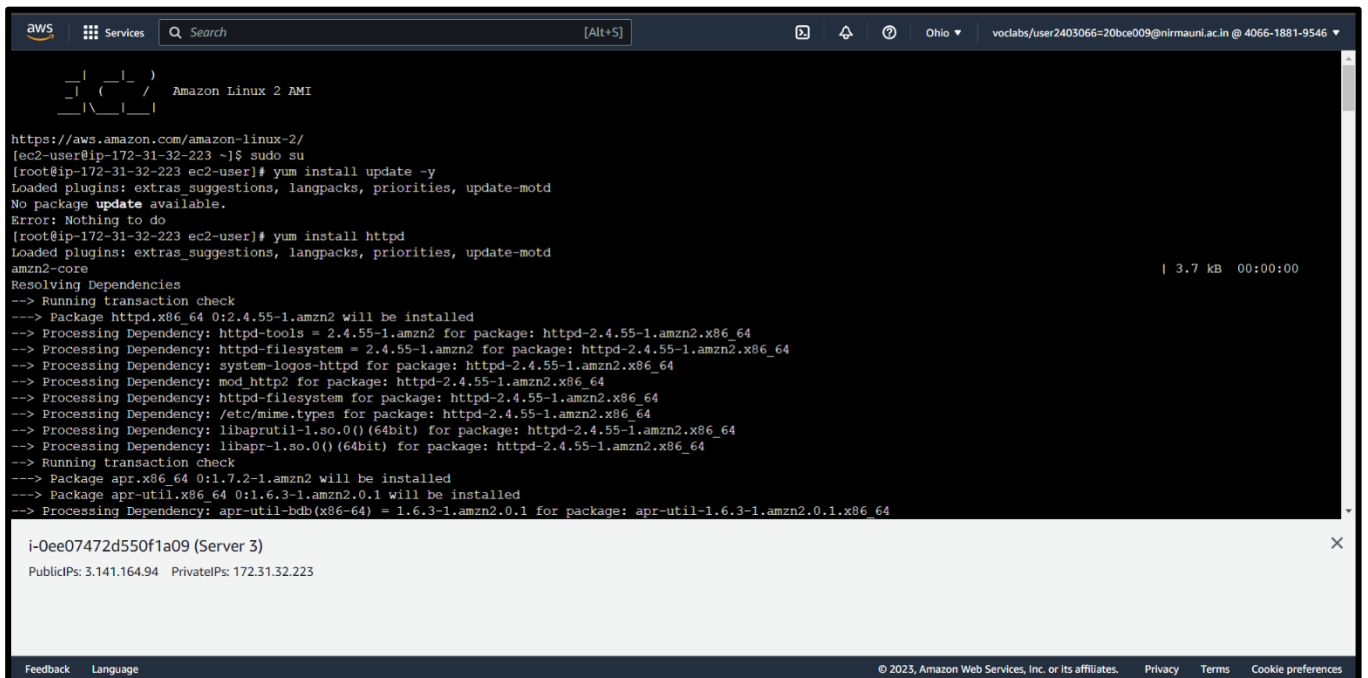 aws Services Search [Alt+S] Ohio ▼ voclabs/user2403066=20bce009@nirmauni.ac.in @ 4066-1881-9546 ▼
       __|  __|_  )
       _|  (     /   Amazon Linux 2 AMI
      ___|\___|___|
https://aws.amazon.com/amazon-linux-2/
[ec2-user@ip-172-31-32-223 ~]$ sudo su
[root@ip-172-31-32-223 ec2-user]# yum install update -y
Loaded plugins: extras_suggestions, langpacks, priorities, update-motd
No package update available.
Error: Nothing to do
[root@ip-172-31-32-223 ec2-user]# yum install httpd
Loaded plugins: extras_suggestions, langpacks, priorities, update-motd
amzn2-core | 3.7 kB 00:00:00
Resolving Dependencies
--> Running transaction check
---> Package httpd.x86_64 0:2.4.55-1.amzn2 will be installed
--> Processing Dependency: httpd-tools = 2.4.55-1.amzn2 for package: httpd-2.4.55-1.amzn2.x86_64
--> Processing Dependency: httpd-filesystem = 2.4.55-1.amzn2 for package: httpd-2.4.55-1.amzn2.x86_64
--> Processing Dependency: system-logos-httpd for package: httpd-2.4.55-1.amzn2.x86_64
--> Processing Dependency: mod_http2 for package: httpd-2.4.55-1.amzn2.x86_64
--> Processing Dependency: httpd-filesystem for package: httpd-2.4.55-1.amzn2.x86_64
--> Processing Dependency: /etc/mime.types for package: httpd-2.4.55-1.amzn2.x86_64
--> Processing Dependency: libaprutil-1.so.0()(64bit) for package: httpd-2.4.55-1.amzn2.x86_64
--> Processing Dependency: libapr-1.so.0()(64bit) for package: httpd-2.4.55-1.amzn2.x86_64
--> Running transaction check
---> Package apr.x86_64 0:1.7.2-1.amzn2 will be installed
---> Package apr-util.x86_64 0:1.6.3-1.amzn2.0.1 will be installed
--> Processing Dependency: apr-util-bdb(x86-64) = 1.6.3-1.amzn2.0.1 for package: apr-util-1.6.3-1.amzn2.0.1.x86_64
i-0ee07472d550f1a09 (Server 3)
PublicIPs: 3.141.164.94 PrivateIPs: 172.31.32.223
Feedback Language © 2023, Amazon Web Services, Inc. or its affiliates. Privacy Terms Cookie preferences